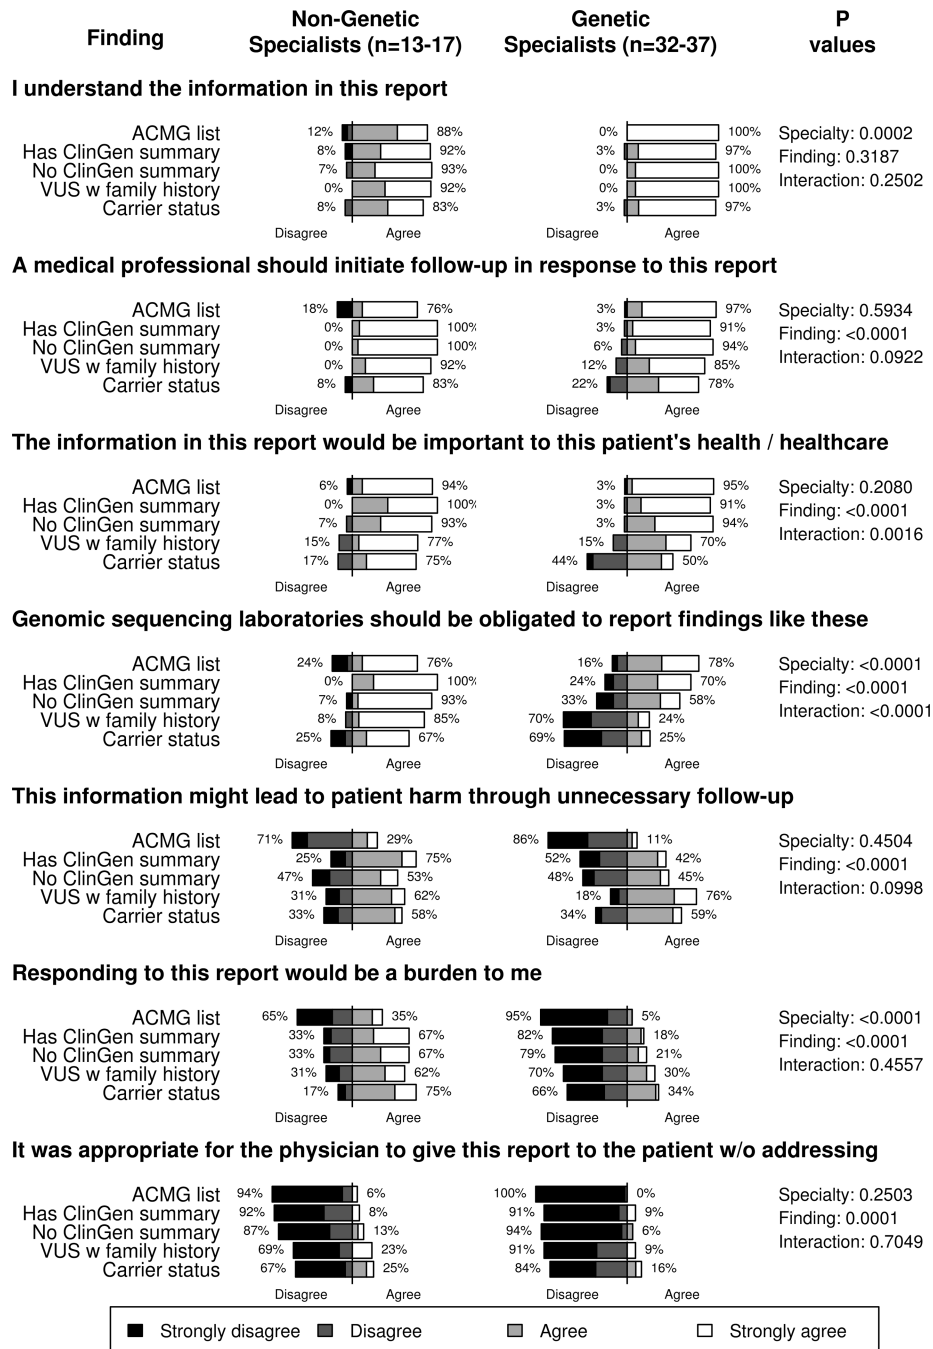 Finding
Non-Genetic
Specialists (n=13-17)
Genetic
Specialists (n=32-37)
P
values
I understand the information in this report
ACMG list 12% 88% 0% 100% Specialty: 0.0002
Has ClinGen summary 8% 92% 3% 97% Finding: 0.3187
No ClinGen summary 7% 93% 0% 100% Interaction: 0.2502
VUS w family history 0% 92% 0% 100%
Carrier status 8% 83% 3% 97%
Disagree Agree Disagree Agree
A medical professional should initiate follow-up in response to this report
ACMG list 18% 76% 3% 97% Specialty: 0.5934
Has ClinGen summary 0% 100% 3% 91% Finding: <0.0001
No ClinGen summary 0% 100% 6% 94% Interaction: 0.0922
VUS w family history 0% 92% 12% 85%
Carrier status 8% 83% 22% 78%
Disagree Agree Disagree Agree
The information in this report would be important to this patient's health / healthcare
ACMG list 6% 94% 3% 95% Specialty: 0.2080
Has ClinGen summary 0% 100% 3% 91% Finding: <0.0001
No ClinGen summary 7% 93% 3% 94% Interaction: 0.0016
VUS w family history 15% 77% 15% 70%
Carrier status 17% 75% 44% 50%
Disagree Agree Disagree Agree
Genomic sequencing laboratories should be obligated to report findings like these
ACMG list 24% 76% 16% 78% Specialty: <0.0001
Has ClinGen summary 0% 100% 24% 70% Finding: <0.0001
No ClinGen summary 7% 93% 33% 58% Interaction: <0.0001
VUS w family history 8% 85% 70% 24%
Carrier status 25% 67% 69% 25%
Disagree Agree Disagree Agree
This information might lead to patient harm through unnecessary follow-up
ACMG list 71% 29% 86% 11% Specialty: 0.4504
Has ClinGen summary 25% 75% 52% 42% Finding: <0.0001
No ClinGen summary 47% 53% 48% 45% Interaction: 0.0998
VUS w family history 31% 62% 18% 76%
Carrier status 33% 58% 34% 59%
Disagree Agree Disagree Agree
Responding to this report would be a burden to me
ACMG list 65% 35% 95% 5% Specialty: <0.0001
Has ClinGen summary 33% 67% 82% 18% Finding: <0.0001
No ClinGen summary 33% 67% 79% 21% Interaction: 0.4557
VUS w family history 31% 62% 70% 30%
Carrier status 17% 75% 66% 34%
Disagree Agree Disagree Agree
It was appropriate for the physician to give this report to the patient w/o addressing
ACMG list 94% 6% 100% 0% Specialty: 0.2503
Has ClinGen summary 92% 8% 91% 9% Finding: 0.0001
No ClinGen summary 87% 13% 94% 6% Interaction: 0.7049
VUS w family history 69% 23% 91% 9%
Carrier status 67% 25% 84% 16%
Disagree Agree Disagree Agree
Strongly disagree Disagree Agree Strongly agree